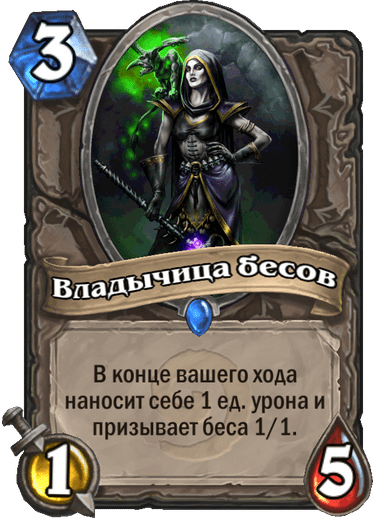 3
Владычица бесов
В конце вашего хода
наносит себе 1 ед. урона и
призывает беса 1/1.
1
5